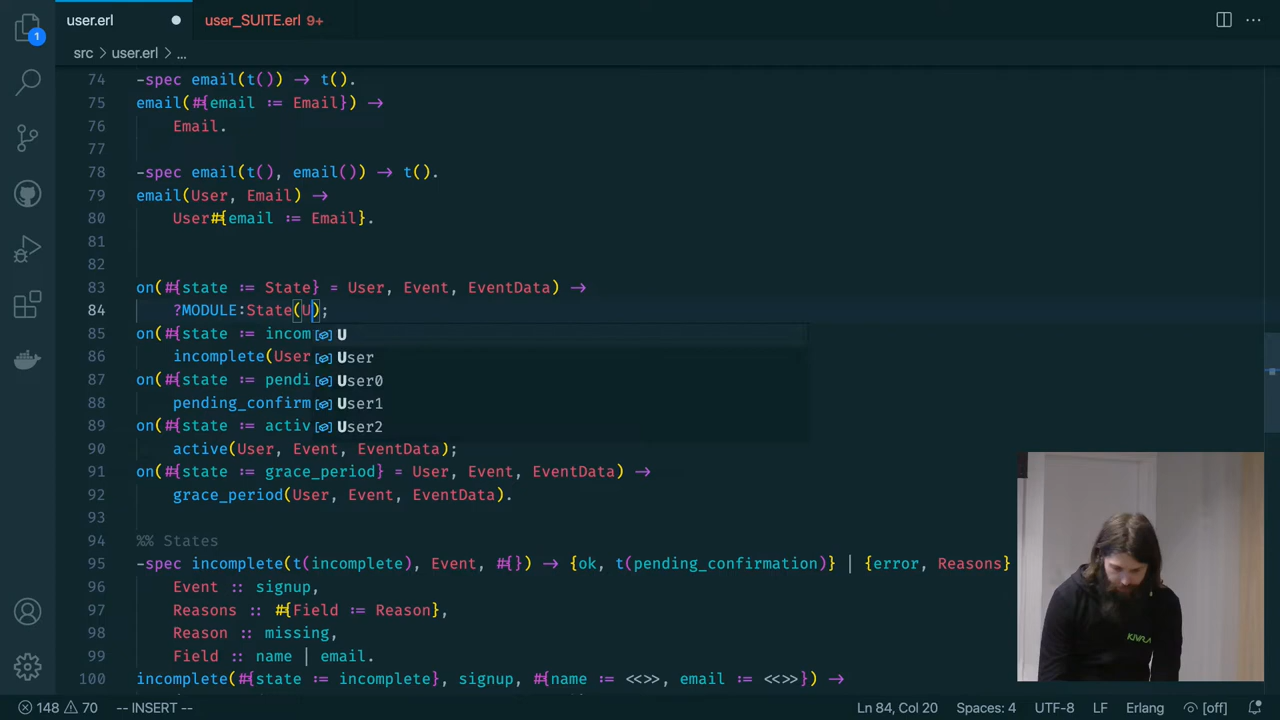 user.erl
user_SUITE.erl 9+
1
src > user.erl > ...
74 -spec email(t()) -> t().
75 email(#{email := Email}) ->
76 Email.
77
78 -spec email(t(), email()) -> t().
79 email(User, Email) ->
80 User#{email := Email}.
81
82
83 on(#{state := State} = User, Event, EventData) ->
84 ?MODULE:State(U);
85 on(#{state := incom
U
86 incomplete(User
User
87 on(#{state := pendi
User0
88 pending_confirm
User1
89 on(#{state := activ
User2
90 active(User, Event, EventData);
91 on(#{state := grace_period} = User, Event, EventData) ->
92 grace_period(User, Event, EventData).
93
94 %% States
95 -spec incomplete(t(incomplete), Event, #{}) -> {ok, t(pending_confirmation)} | {error, Reasons}
96 Event :: signup,
97 Reasons :: #{Field := Reason},
98 Reason :: missing,
99 Field :: name | email.
100 incomplete(#{state := incomplete}, signup, #{name := <<>>, email := <<>>}) ->
KIVRA
148 70 -- INSERT -- Ln 84, Col 20 Spaces: 4 UTF-8 LF Erlang [off]